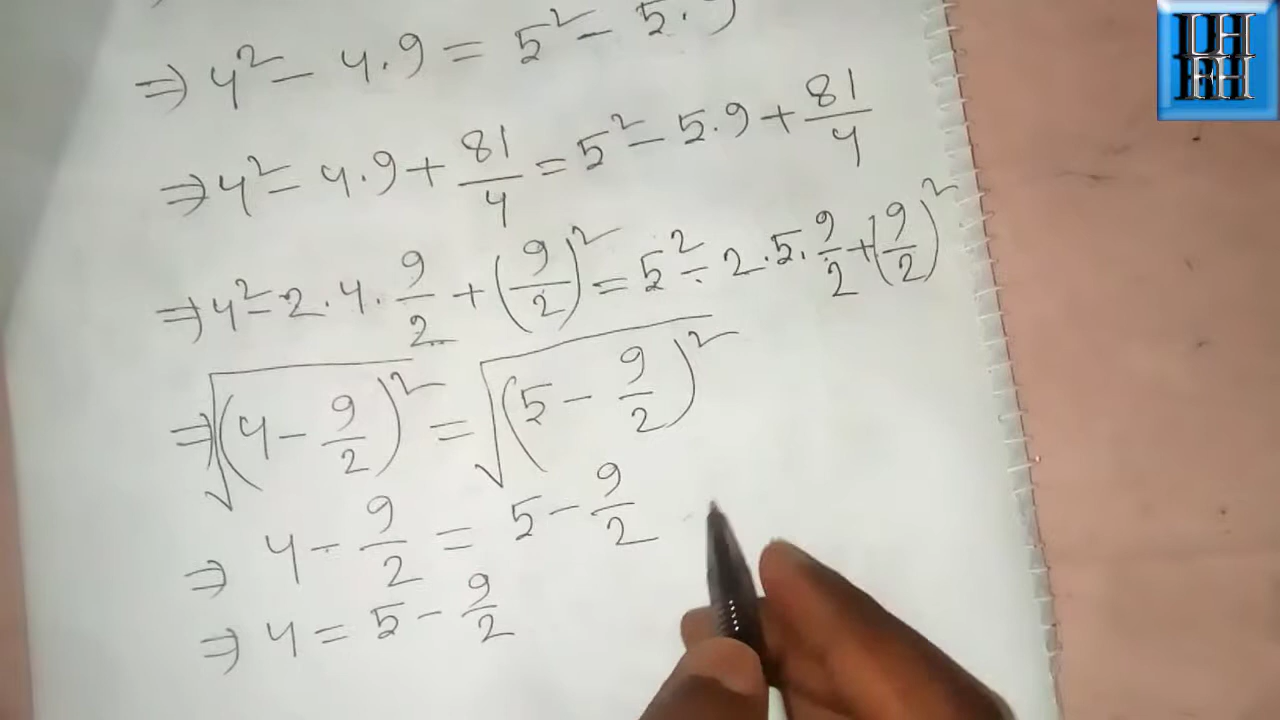 ⇒ 4² - 4.9 = 5² - 5.9
⇒ 4² - 4.9 + 81/4 = 5² - 5.9 + 81/4
⇒ 4² - 2.4.9/2 + (9/2)² = 5² - 2.5.9/2 + (9/2)²
⇒ √(4 - 9/2)² = √(5 - 9/2)²
⇒ 4 - 9/2 = 5 - 9/2
⇒ 4 = 5 - 9/2